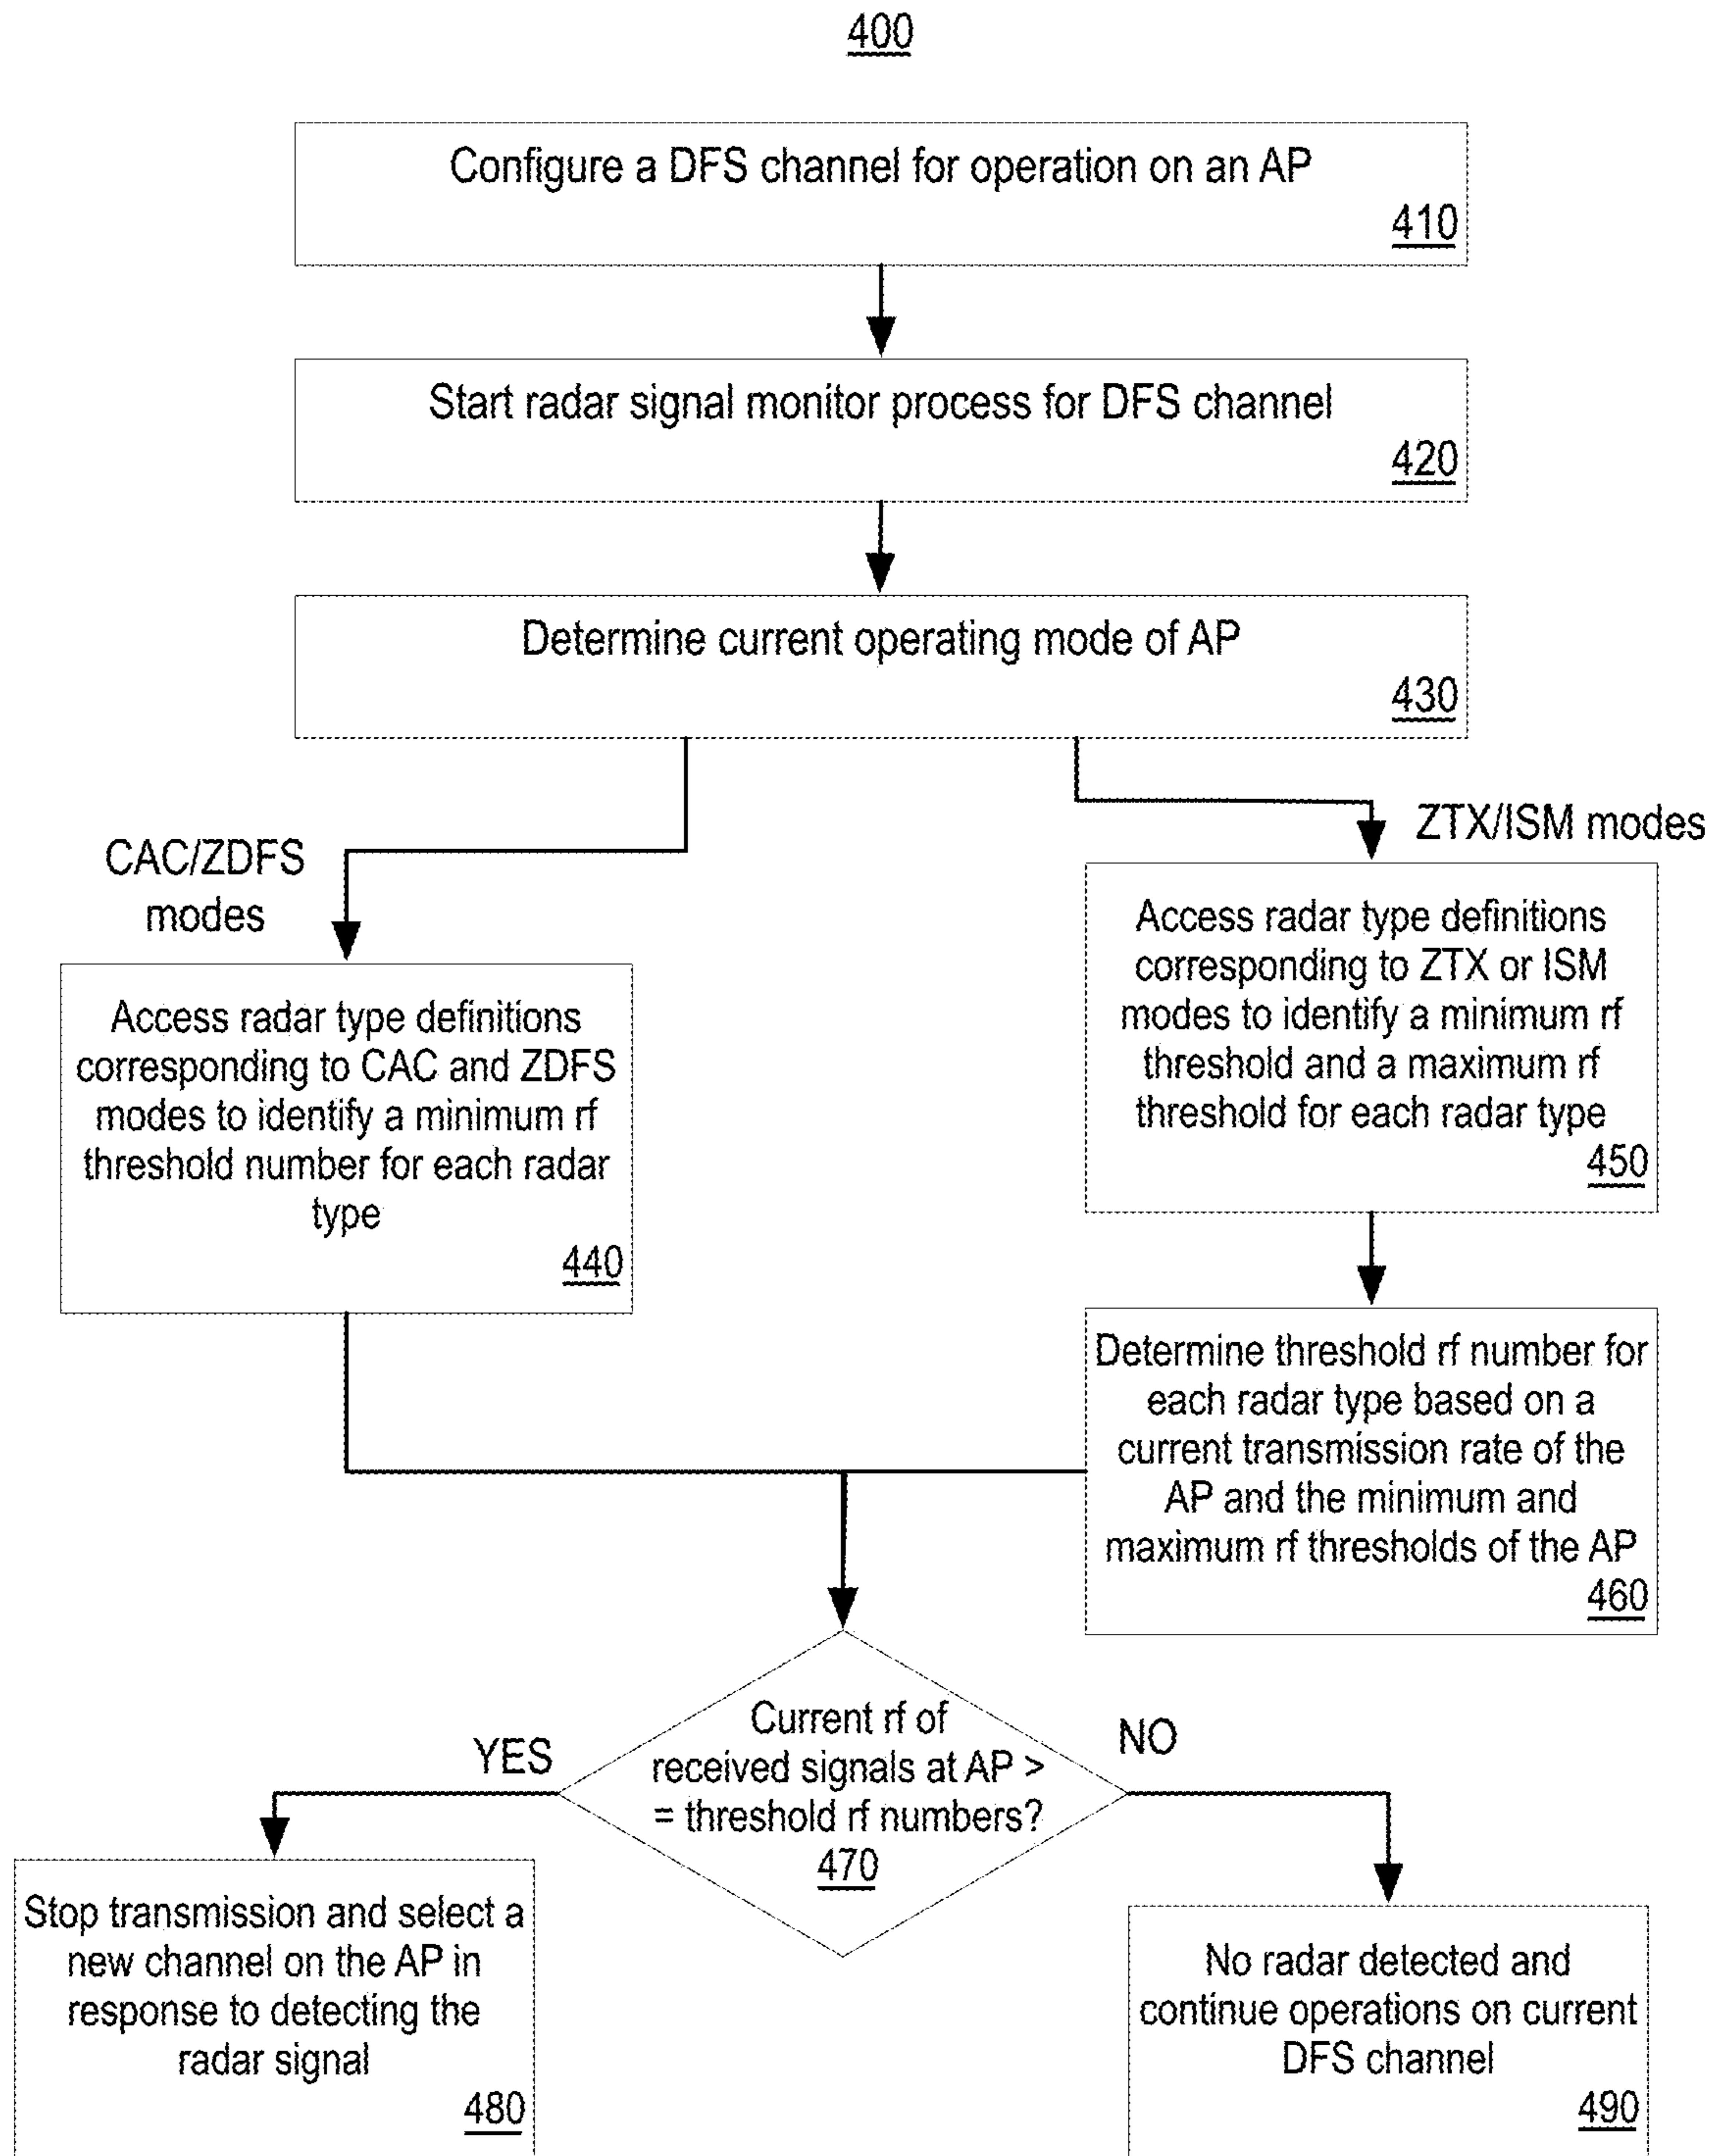 400
Configure a DFS channel for operation on an AP
410
Start radar signal monitor process for DFS channel
420
Determine current operating mode of AP
430
CAC/ZDFS
modes
ZTX/ISM modes
Access radar type definitions
corresponding to CAC and ZDFS
modes to identify a minimum rf
threshold number for each radar
type
440
Access radar type definitions
corresponding to ZTX or ISM
modes to identify a minimum rf
threshold and a maximum rf
threshold for each radar type
450
Determine threshold rf number for
each radar type based on a
current transmission rate of the
AP and the minimum and
maximum rf thresholds of the AP
460
Current rf of
received signals at AP >
= threshold rf numbers?
470
YES
NO
Stop transmission and select a
new channel on the AP in
response to detecting the
radar signal
480
No radar detected and
continue operations on current
DFS channel
490